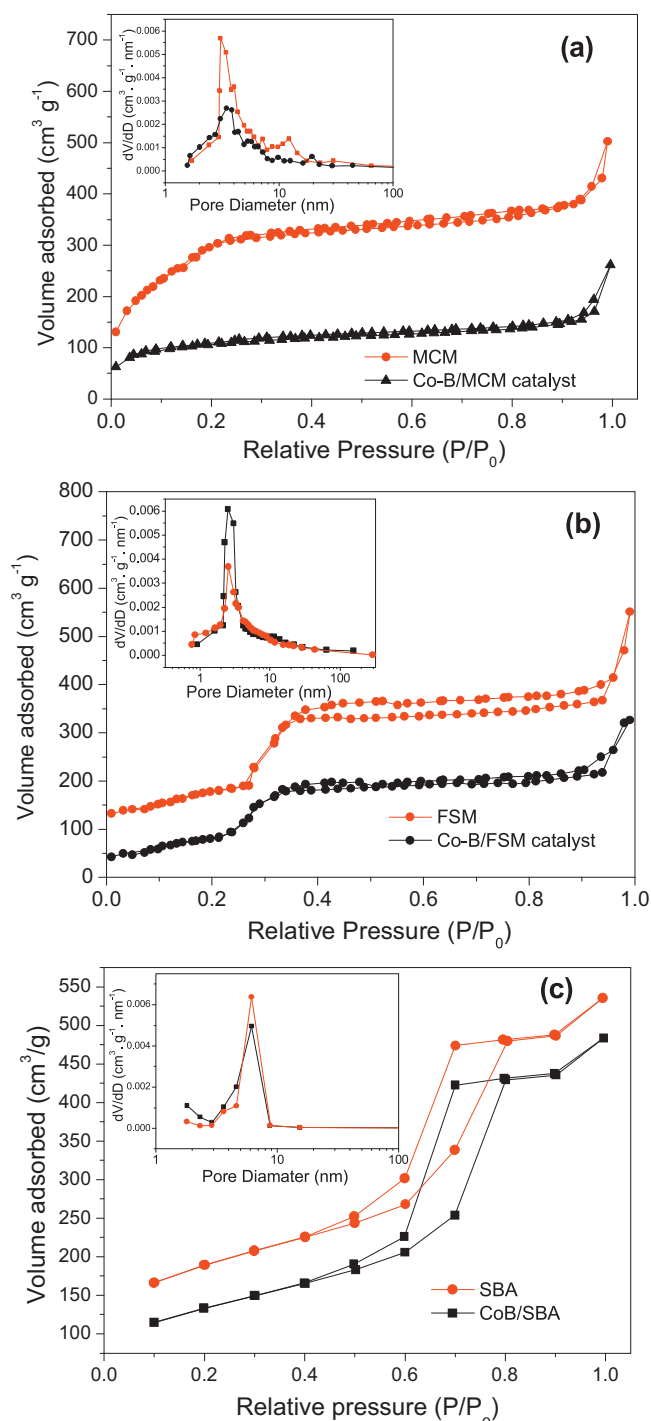 (a)
700
600
500
400
300
200
100
0
0.0 0.2 0.4 0.6 0.8 1.0
Volume adsorbed (cm³ g⁻¹)
Relative Pressure (P/P₀)
MCM
Co-B/MCM catalyst
0.006
0.005
0.004
0.003
0.002
0.001
0.000
1 10 100
dV/dD (cm³. g⁻¹. nm⁻¹)
Pore Diameter (nm)
(b)
800
700
600
500
400
300
200
100
0
0.0 0.2 0.4 0.6 0.8 1.0
Volume adsorbed (cm³ g⁻¹)
Relative Pressure (P/P₀)
FSM
Co-B/FSM catalyst
0.006
0.005
0.004
0.003
0.002
0.001
0.000
1 10 100
dV/dD (cm³. g⁻¹. nm⁻¹)
Pore Diameter (nm)
(c)
550
500
450
400
350
300
250
200
150
100
0.0 0.2 0.4 0.6 0.8 1.0
Volume adsorbed (cm³/g)
Relative pressure (P/P₀)
SBA
CoB/SBA
0.006
0.004
0.002
0.000
1 10 100
dV/dD (cm³. g⁻¹. nm⁻¹)
Pore Diamater (nm)